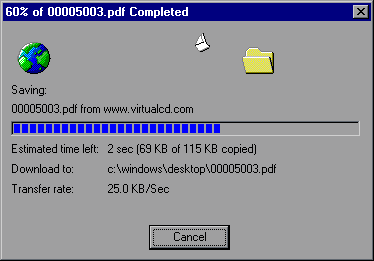 60% of 00005003.pdf Completed
Saving:
00005003.pdf from www.virtualcd.com
Estimated time left: 2 sec (69 KB of 115 KB copied)
Download to: c:\windows\desktop\00005003.pdf
Transfer rate: 25.0 KB/Sec
Cancel